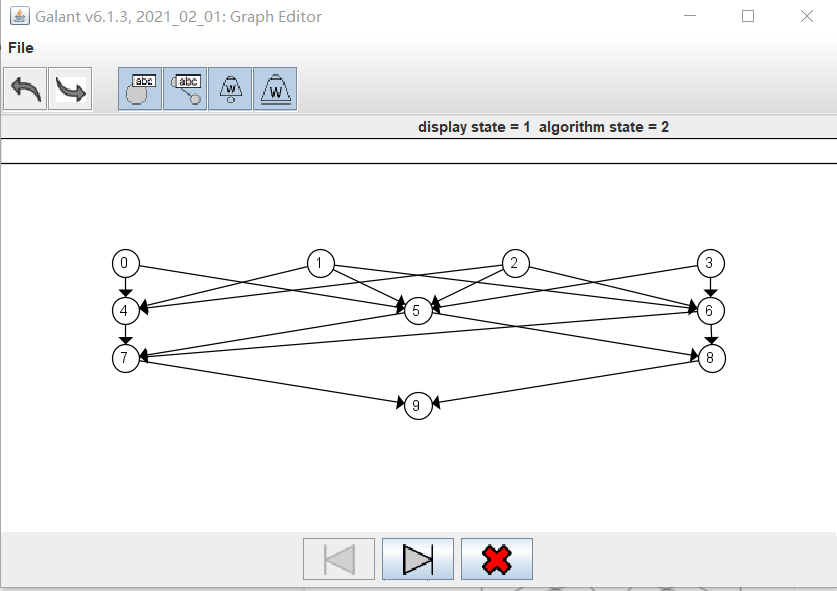 Galant v6.1.3, 2021_02_01: Graph Editor
File
abc abc W W
display state = 1 algorithm state = 2
0 1 2 3
4 5 6
7 8
9